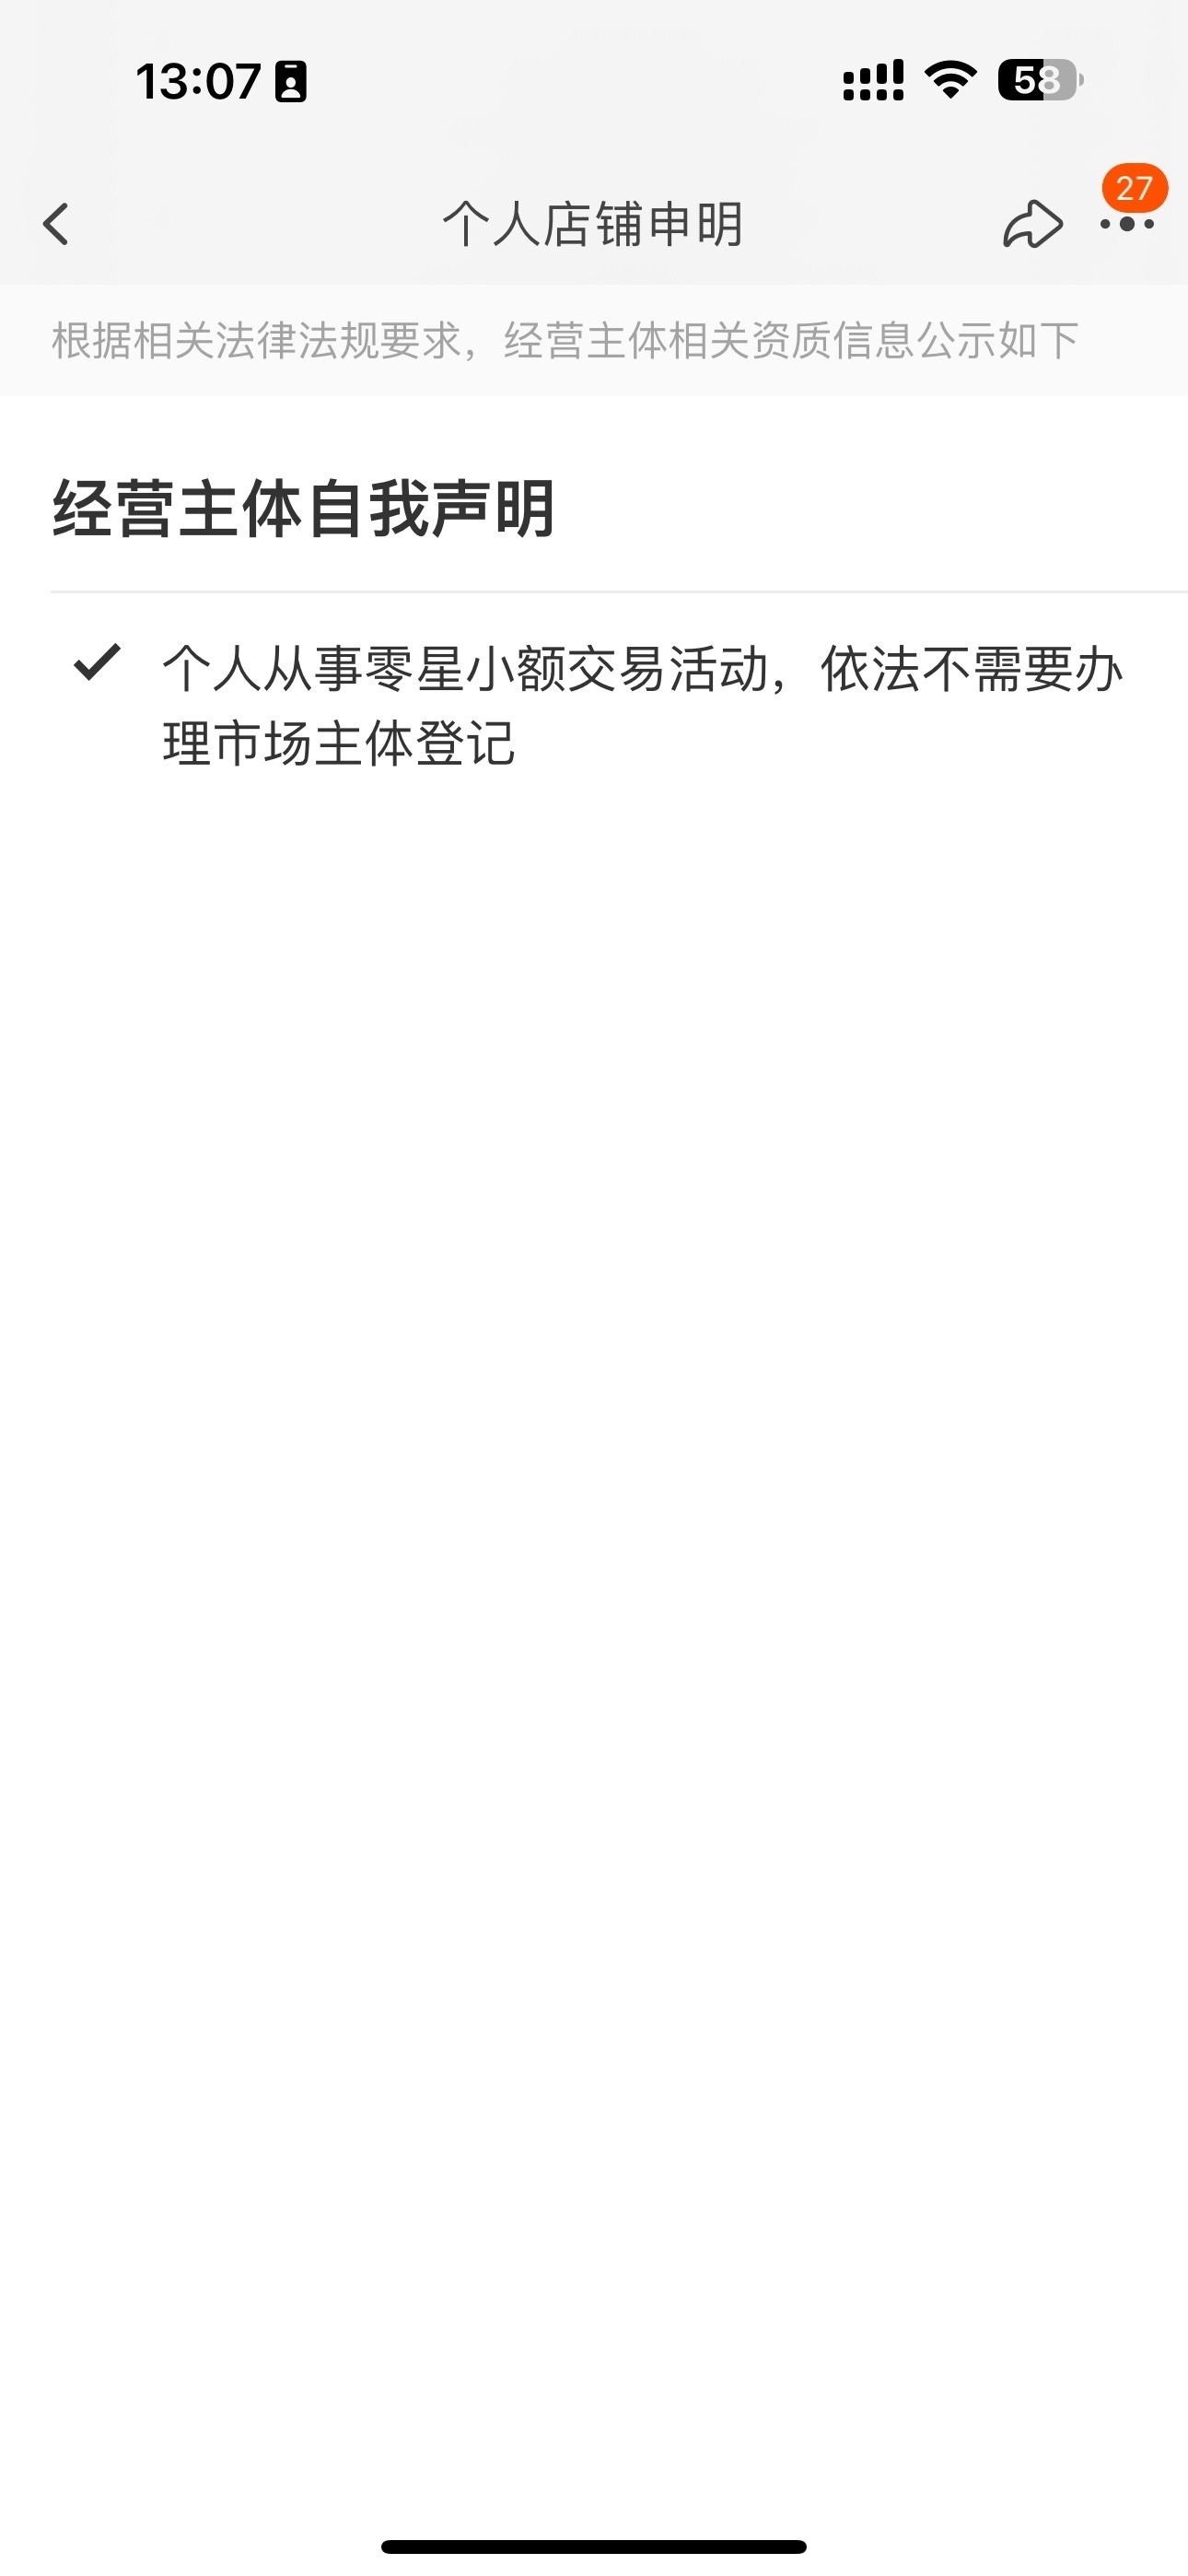 13:07
58
27
个人店铺申明
根据相关法律法规要求，经营主体相关资质信息公示如下
经营主体自我声明
个人从事零星小额交易活动，依法不需要办
理市场主体登记